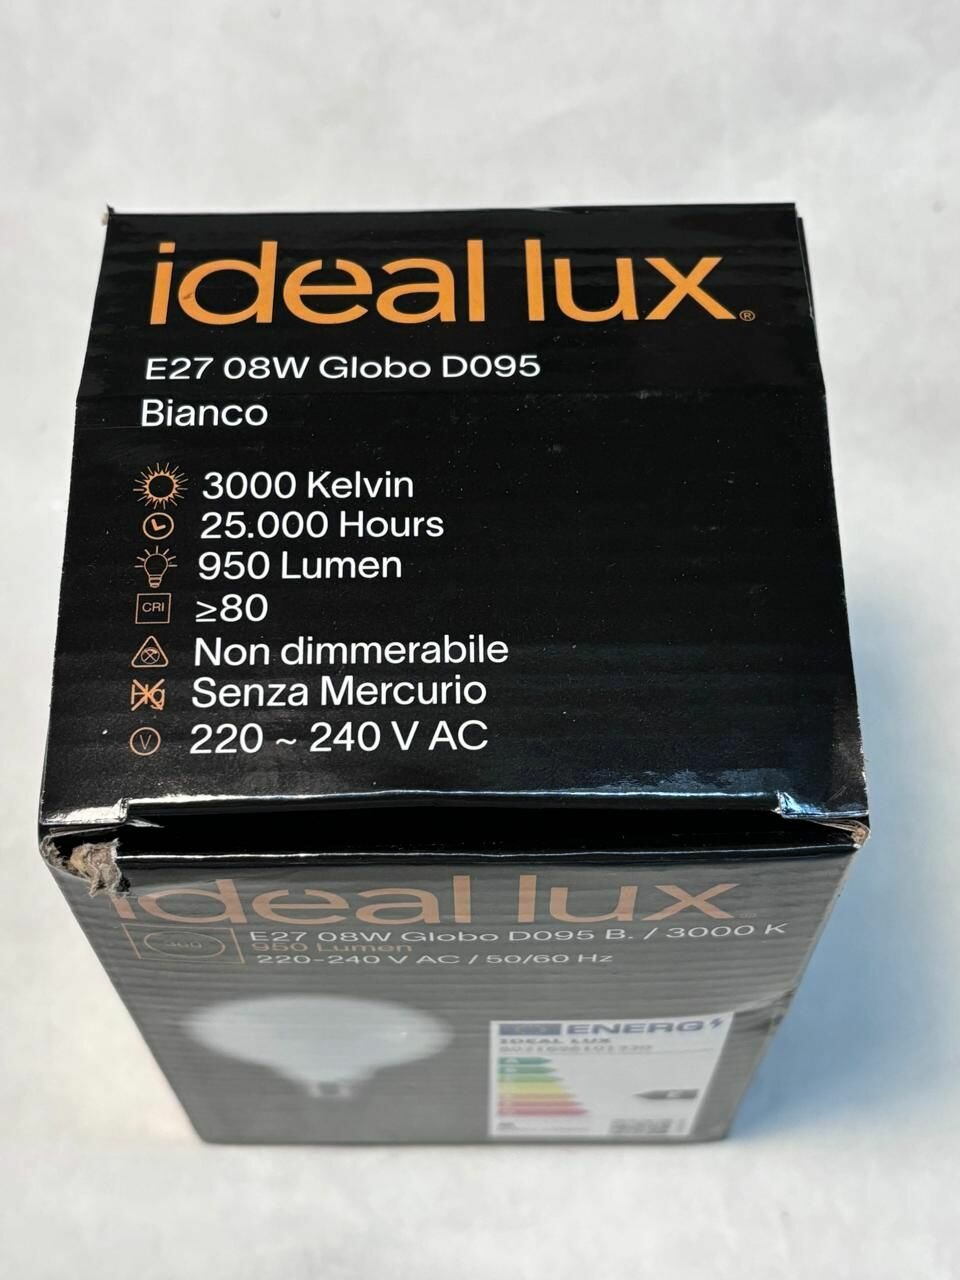 ideal lux®
E27 08W Globo D095
Bianco
3000 Kelvin
25.000 Hours
950 Lumen
CRI ≥80
Non dimmerabile
Hg Senza Mercurio
V 220 ~ 240 V AC
ideal lux
360
E27 08W Globo D095 B. / 3000 K
950 Lumen
220-240 V AC / 50/60 Hz
ENERG
IDEAL LUX